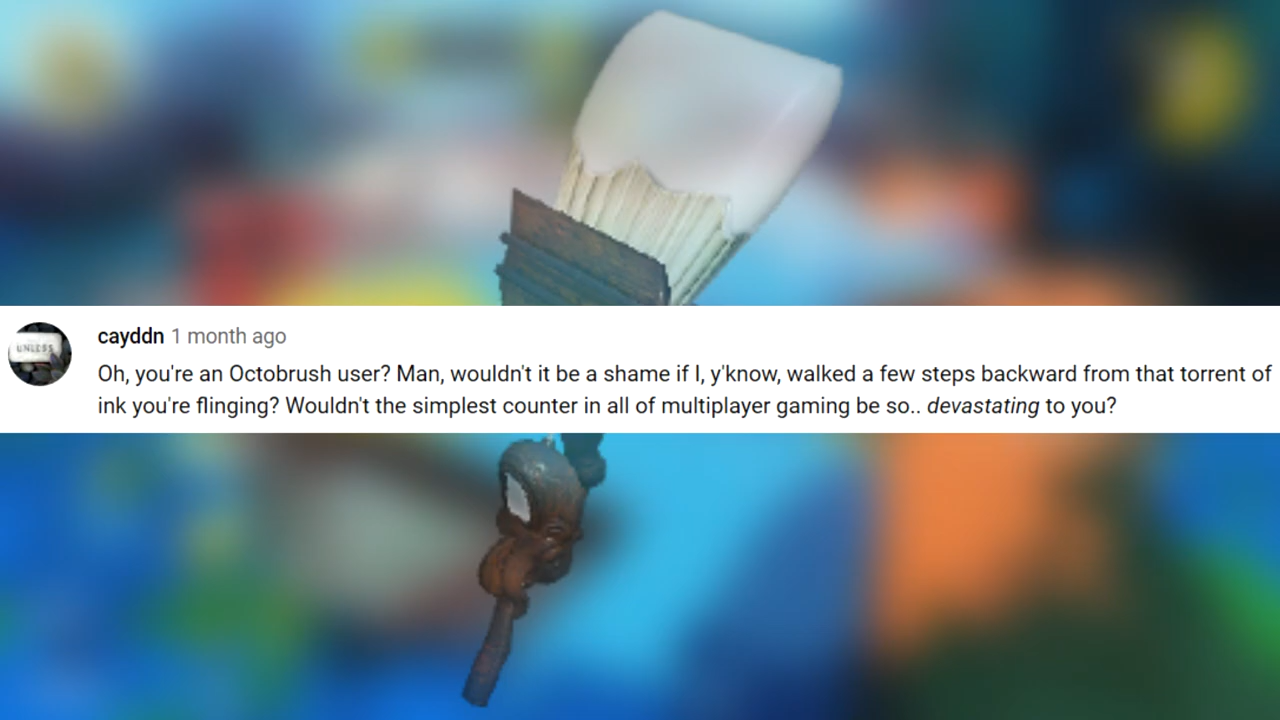 UNLESS
cayddn 1 month ago
Oh, you're an Octobrush user? Man, wouldn't it be a shame if I, y'know, walked a few steps backward from that torrent of
ink you're flinging? Wouldn't the simplest counter in all of multiplayer gaming be so.. devastating to you?